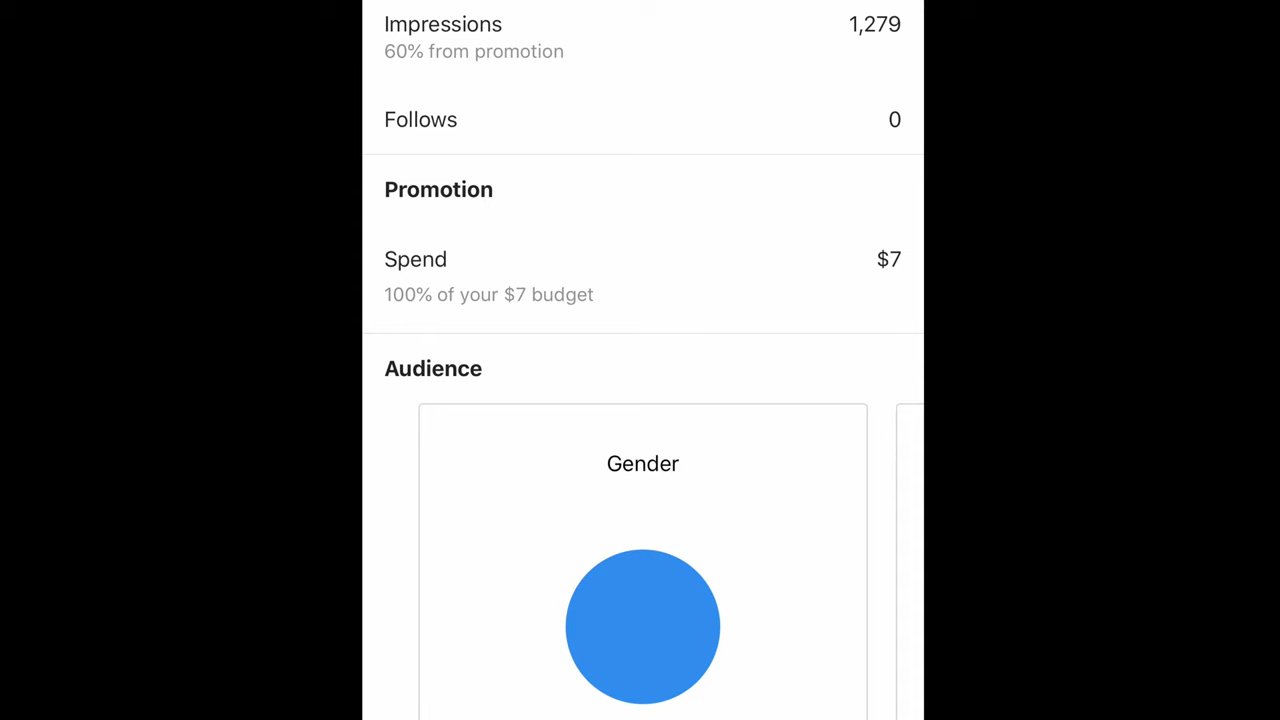 Impressions 1,279
60% from promotion
Follows 0
Promotion
Spend $7
100% of your $7 budget
Audience
Gender